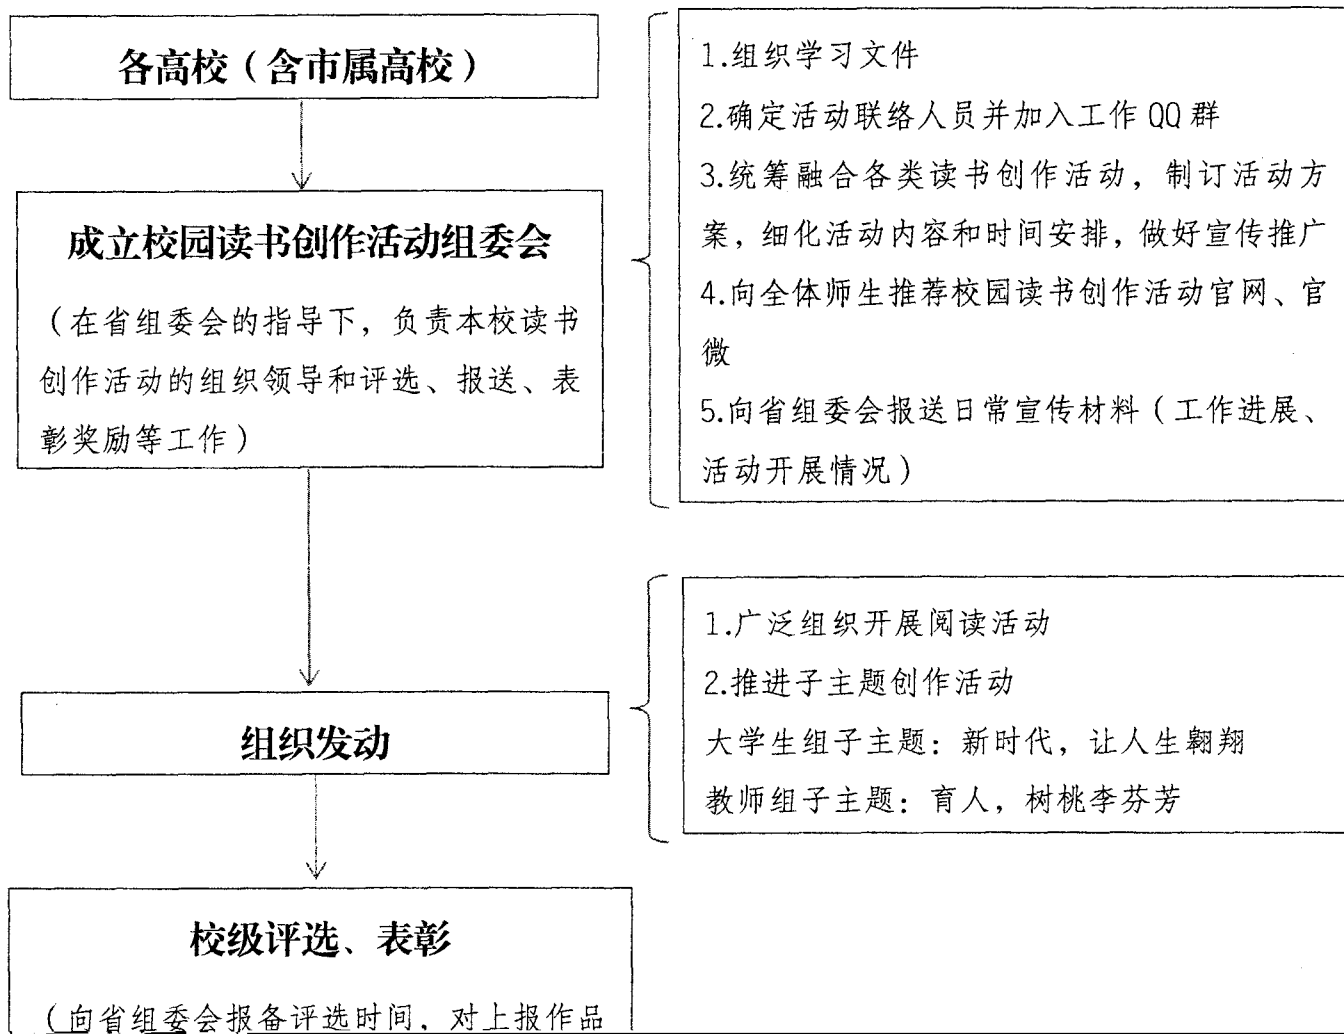 各高校（含市属高校）
成立校园读书创作活动组委会
（在省组委会的指导下，负责本校读书
创作活动的组织领导和评选、报送、表
彰奖励等工作）
1.组织学习文件
2.确定活动联络人员并加入工作 QQ 群
3.统筹融合各类读书创作活动，制订活动方
案，细化活动内容和时间安排，做好宣传推广
4.向全体师生推荐校园读书创作活动官网、官
微
5.向省组委会报送日常宣传材料（工作进展、
活动开展情况）
组织发动
1.广泛组织开展阅读活动
2.推进子主题创作活动
大学生组子主题：新时代，让人生翱翔
教师组子主题：育人，树桃李芬芳
校级评选、表彰
（向省组委会报备评选时间，对上报作品